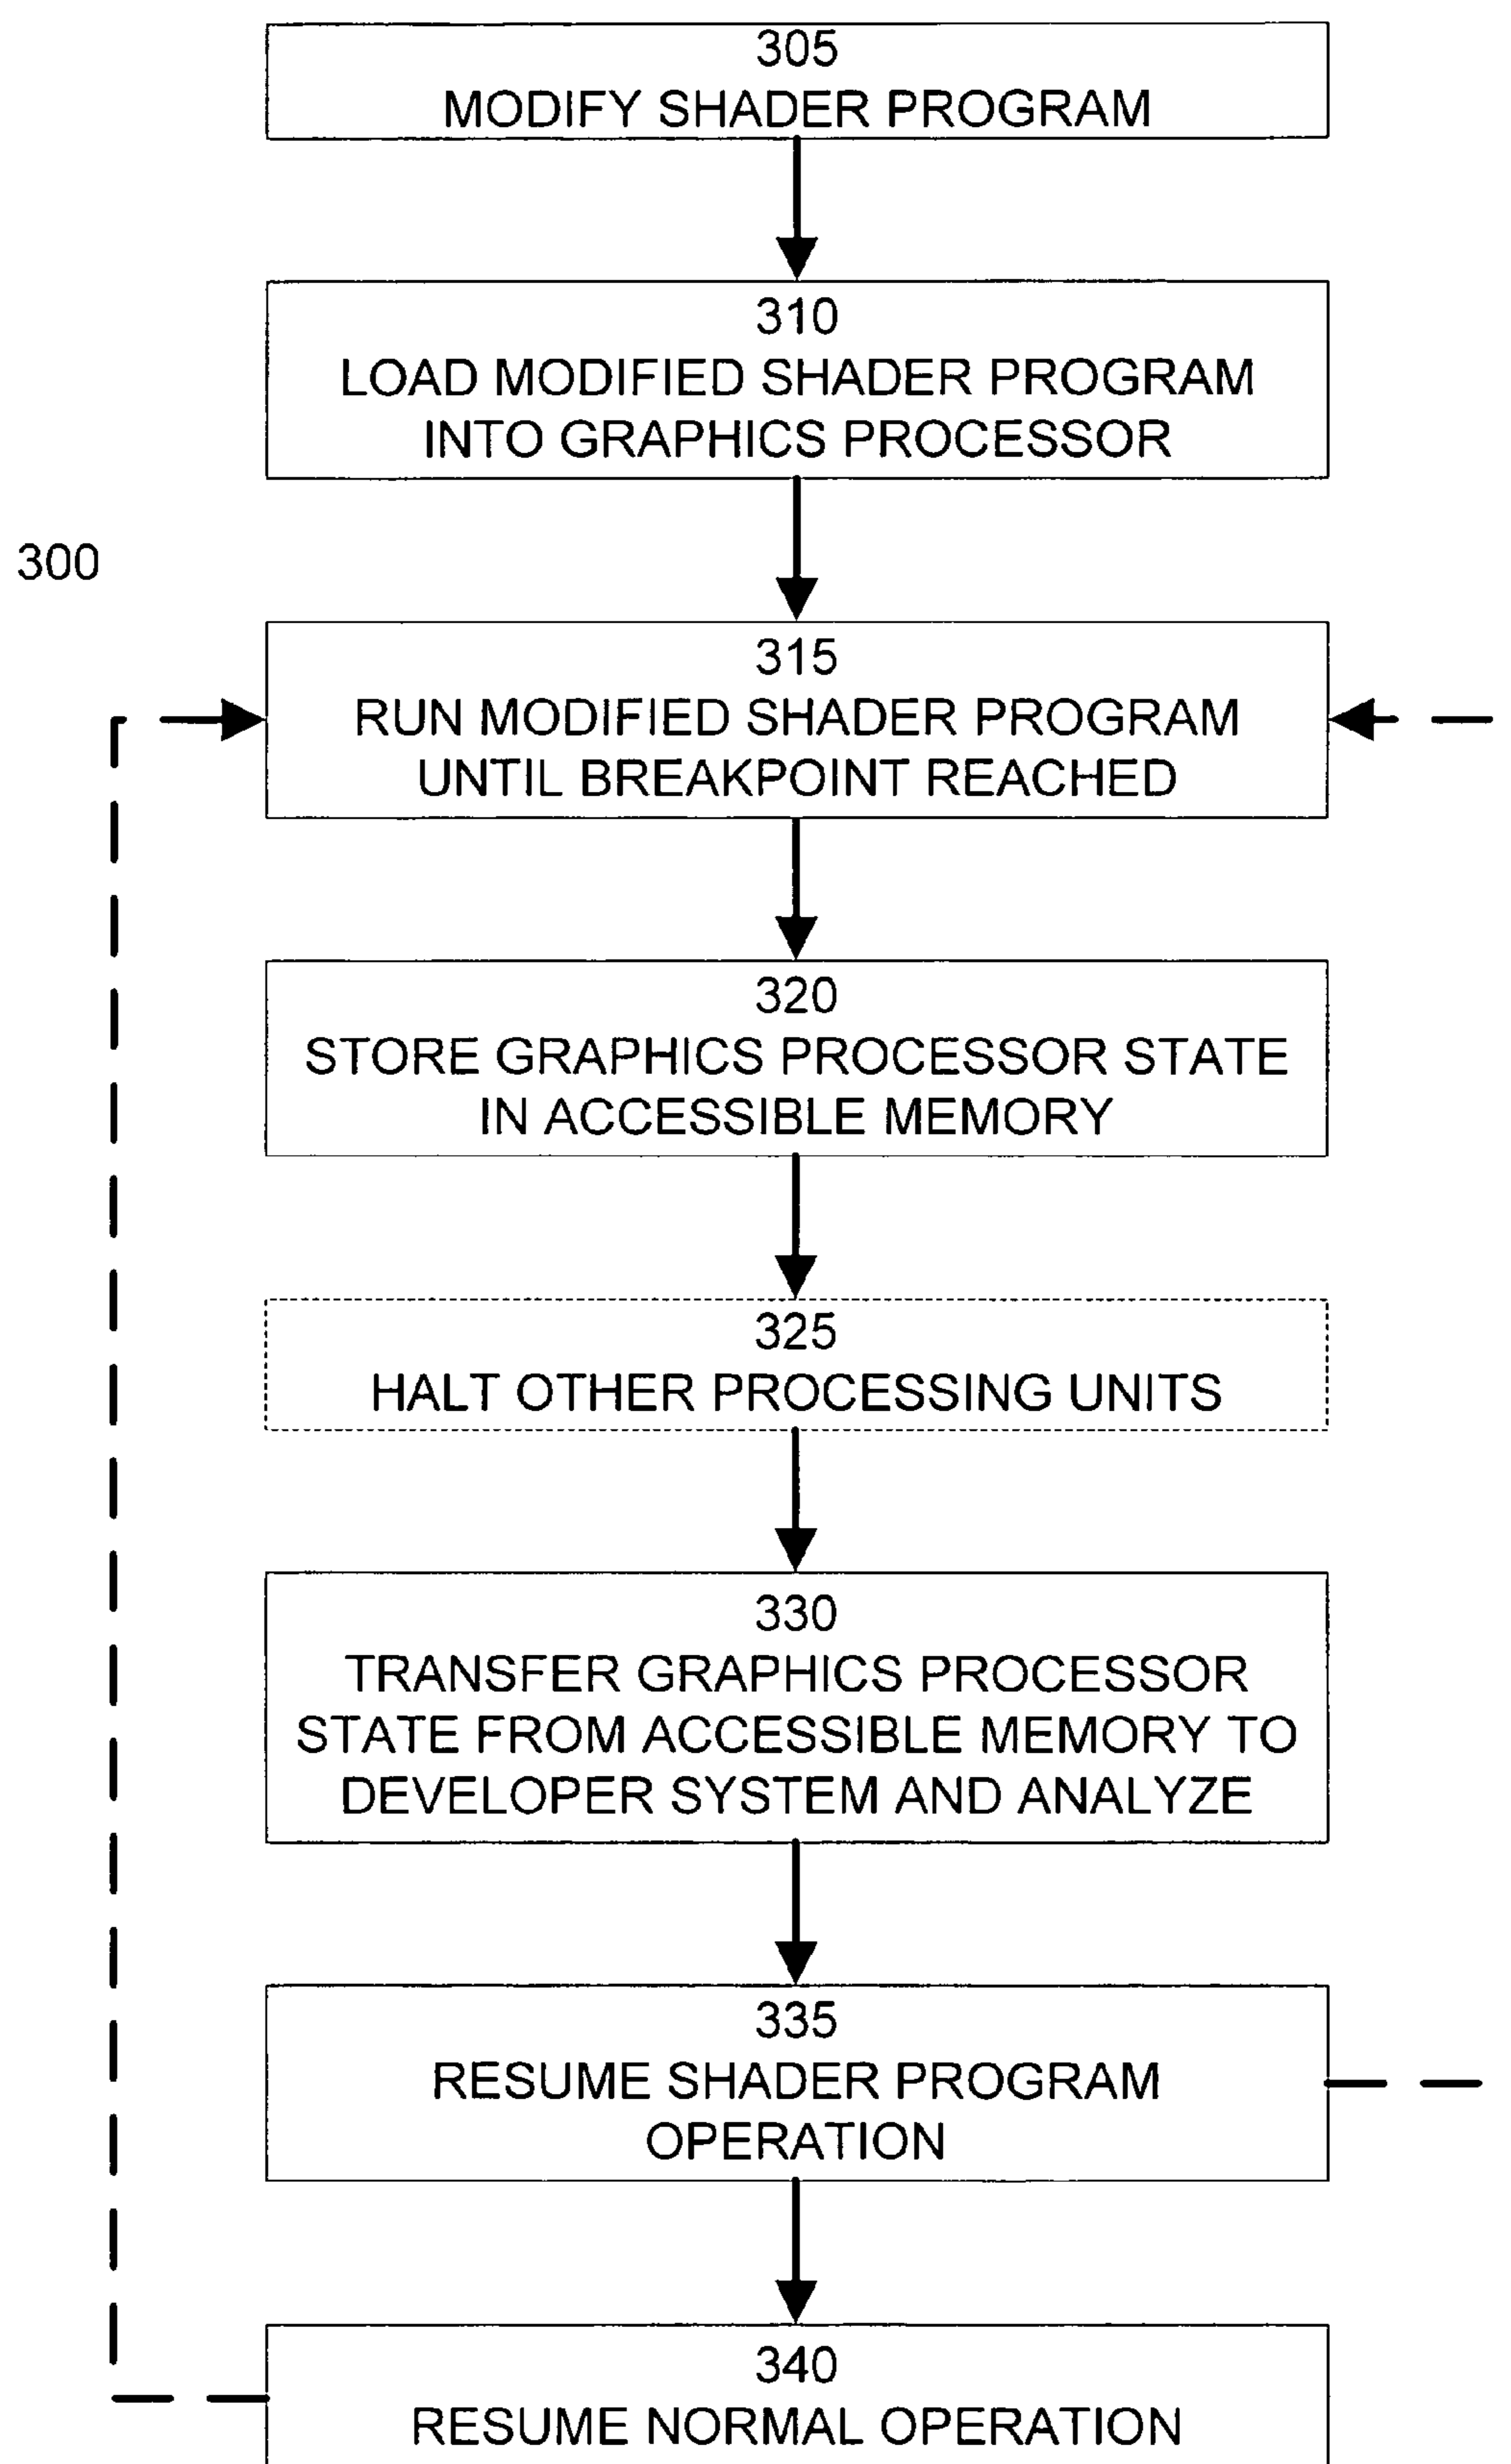 305
MODIFY SHADER PROGRAM
310
LOAD MODIFIED SHADER PROGRAM
INTO GRAPHICS PROCESSOR
300
315
RUN MODIFIED SHADER PROGRAM
UNTIL BREAKPOINT REACHED
320
STORE GRAPHICS PROCESSOR STATE
IN ACCESSIBLE MEMORY
325
HALT OTHER PROCESSING UNITS
330
TRANSFER GRAPHICS PROCESSOR
STATE FROM ACCESSIBLE MEMORY TO
DEVELOPER SYSTEM AND ANALYZE
335
RESUME SHADER PROGRAM
OPERATION
340
RESUME NORMAL OPERATION